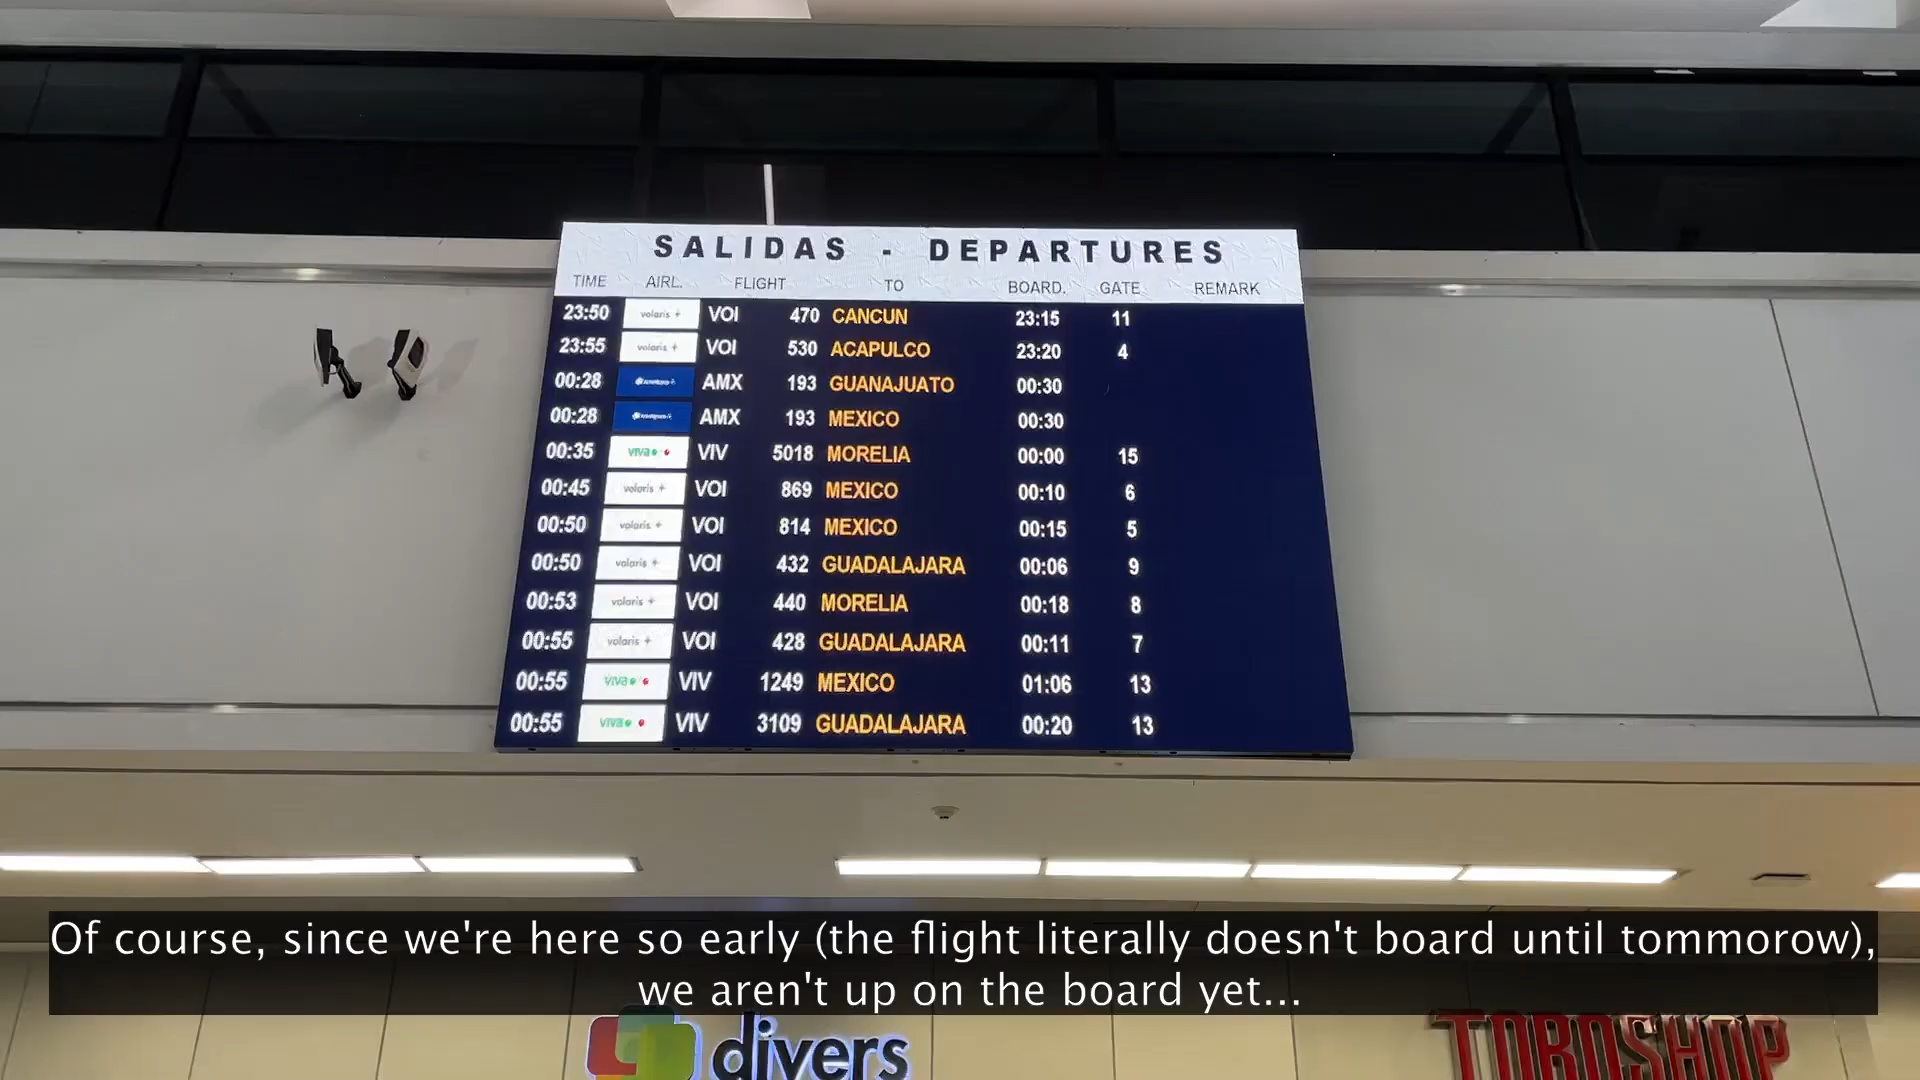 SALIDAS - DEPARTURES
TIME AIRL. FLIGHT TO BOARD. GATE REMARK
23:50 volaris VOI 470 CANCUN 23:15 11
23:55 volaris VOI 530 ACAPULCO 23:20 4
00:28 AMX 193 GUANAJUATO 00:30
00:28 AMX 193 MEXICO 00:30
00:35 viva VIV 5018 MORELIA 00:00 15
00:45 volaris VOI 869 MEXICO 00:10 6
00:50 volaris VOI 814 MEXICO 00:15 5
00:50 volaris VOI 432 GUADALAJARA 00:06 9
00:53 volaris VOI 440 MORELIA 00:18 8
00:55 volaris VOI 428 GUADALAJARA 00:11 7
00:55 viva VIV 1249 MEXICO 01:06 13
00:55 viva VIV 3109 GUADALAJARA 00:20 13
Of course, since we're here so early (the flight literally doesn't board until tommorow),
we aren't up on the board yet...
divers TOROSHOP